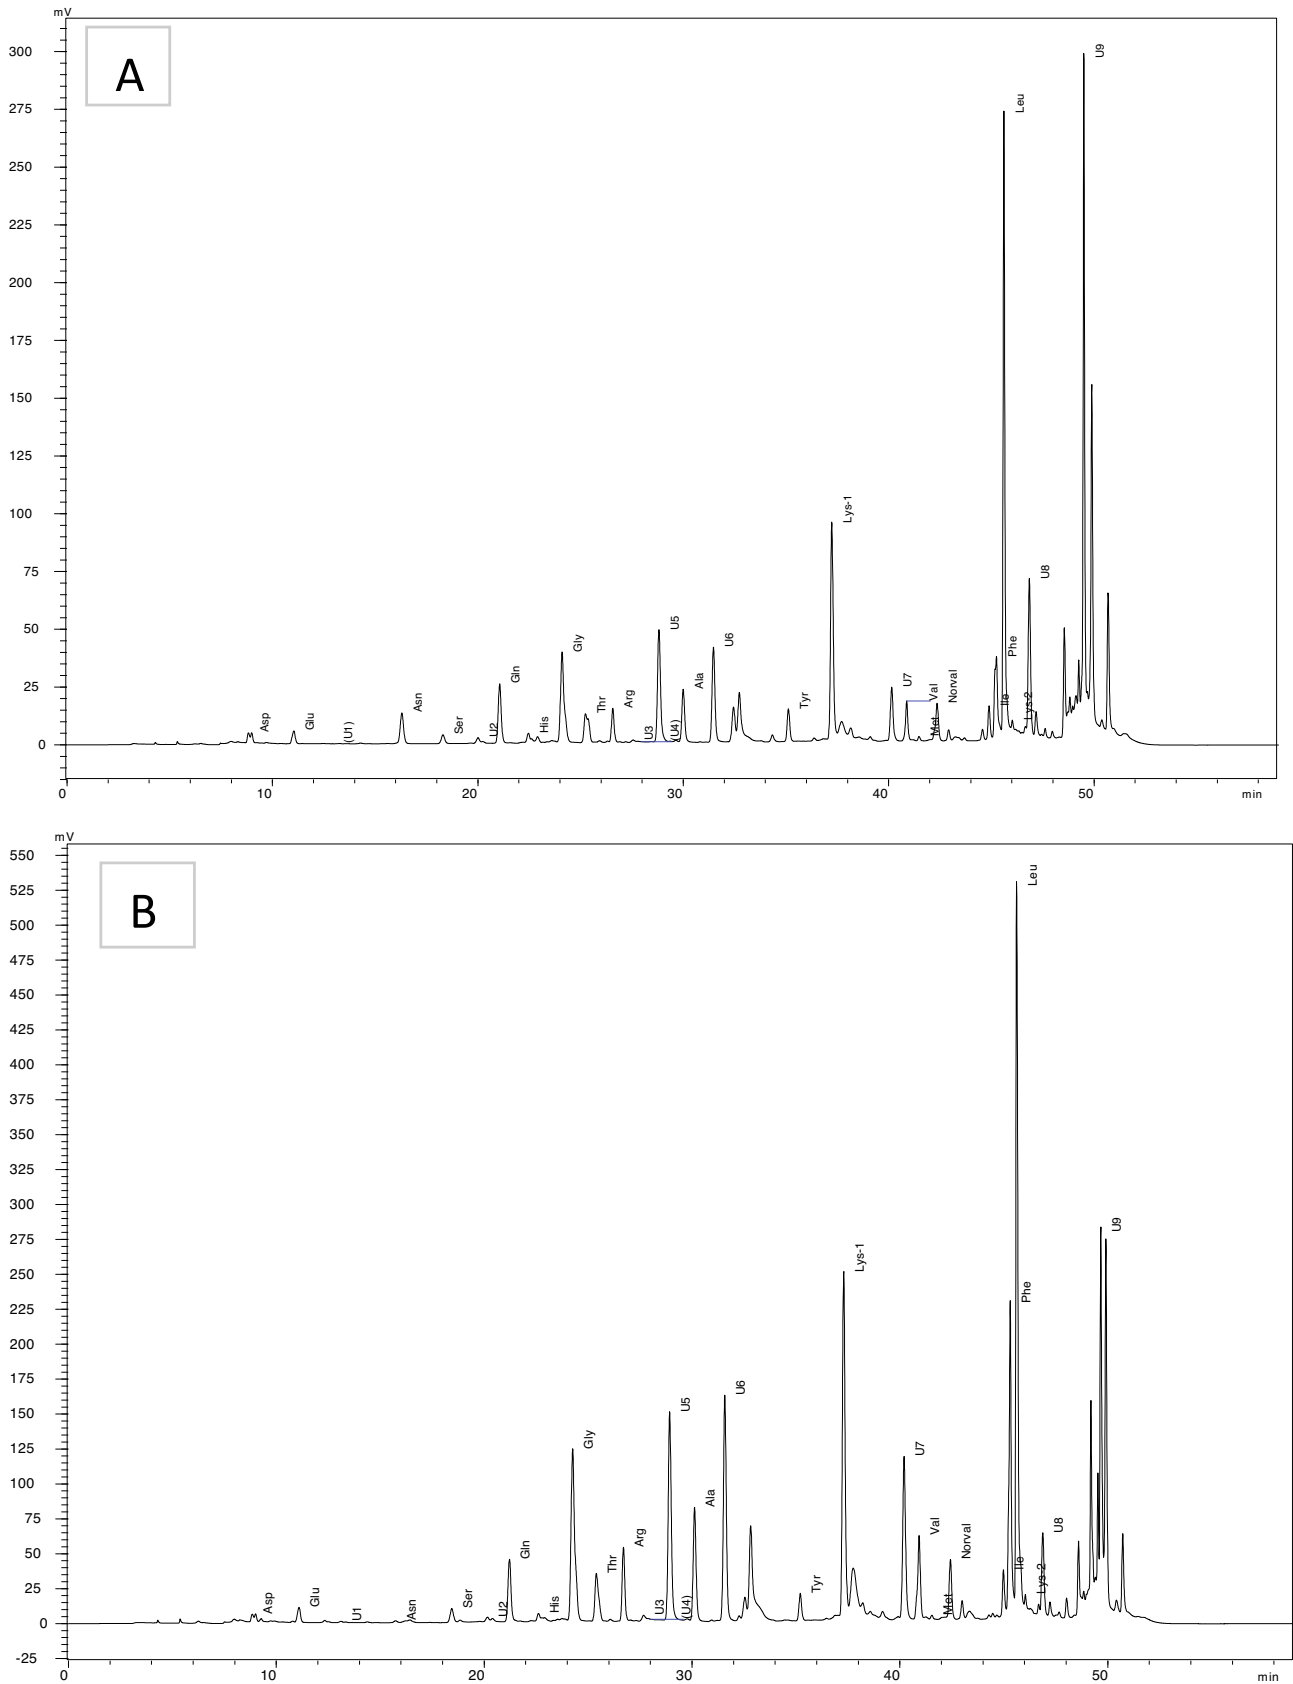 mV
A
300
275
250
225
200
175
150
125
100
75
50
25
0
Asp
Glu
(U1)
Asn
Ser
U2
Gln
His
Gly
Thr
Arg
U3
U5
(U4)
Ala
U6
Tyr
Lys-1
U7
Val
Met
Norval
Ile
Phe
Leu
Lys-2
U8
U9
0 10 20 30 40 50 min
mV
B
550
525
500
475
450
425
400
375
350
325
300
275
250
225
200
175
150
125
100
75
50
25
0
-25
Asp
Glu
U1
Asn
Ser
U2
Gln
His
Gly
Thr
Arg
U3
U5
(U4)
Ala
U6
Tyr
Lys-1
U7
Val
Met
Norval
Ile
Phe
Leu
Lys-2
U8
U9
0 10 20 30 40 50 min